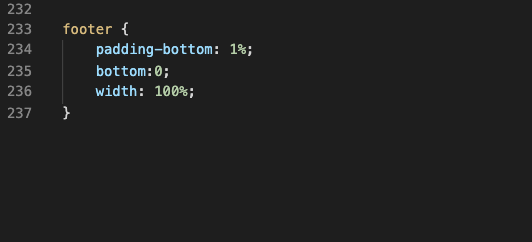 232
233 footer {
234 padding-bottom: 1%;
235 bottom:0;
236 width: 100%;
237 }